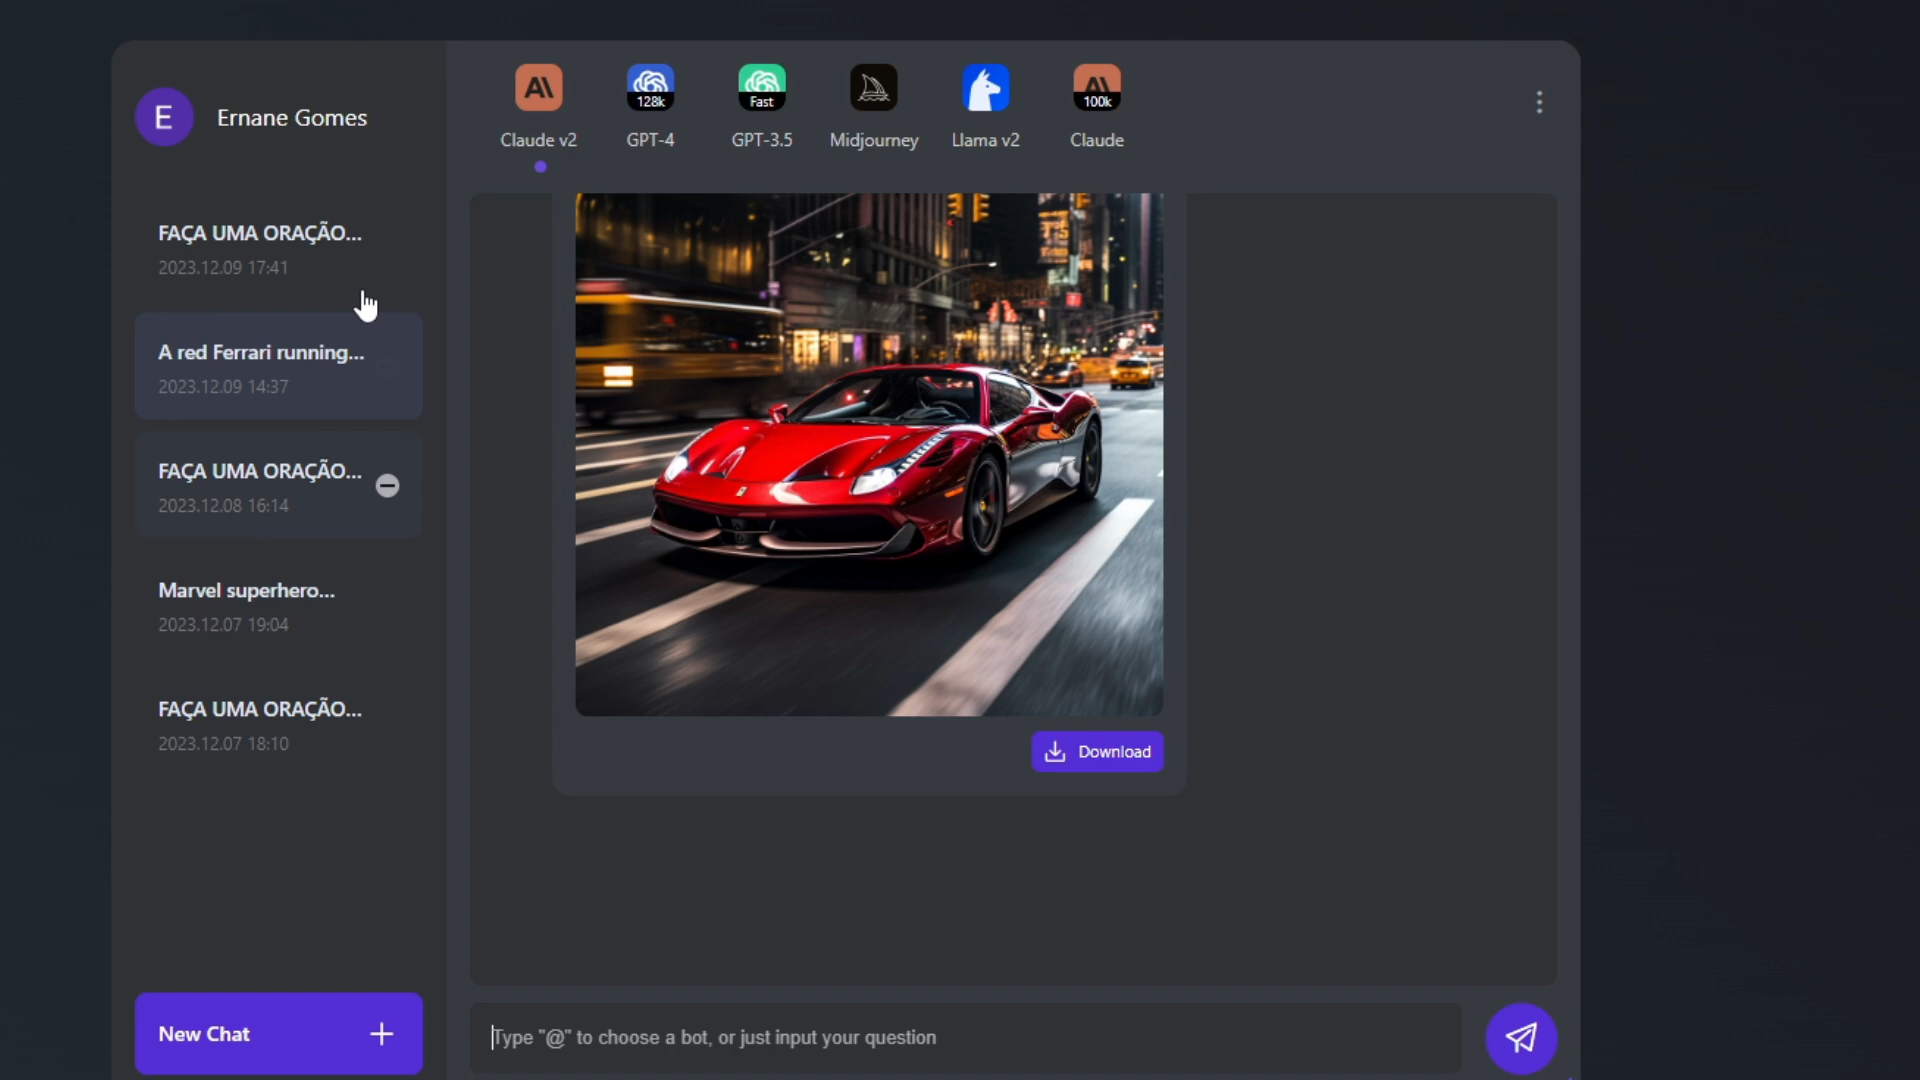 E
Ernane Gomes
FAÇA UMA ORAÇÃO...
2023.12.09 17:41
A red Ferrari running...
2023.12.09 14:37
FAÇA UMA ORAÇÃO...
2023.12.08 16:14
Marvel superhero...
2023.12.07 19:04
FAÇA UMA ORAÇÃO...
2023.12.07 18:10
New Chat
128k
Fast
100k
Claude v2
GPT-4
GPT-3.5
Midjourney
Llama v2
Claude
Download
Type "@" to choose a bot, or just input your question